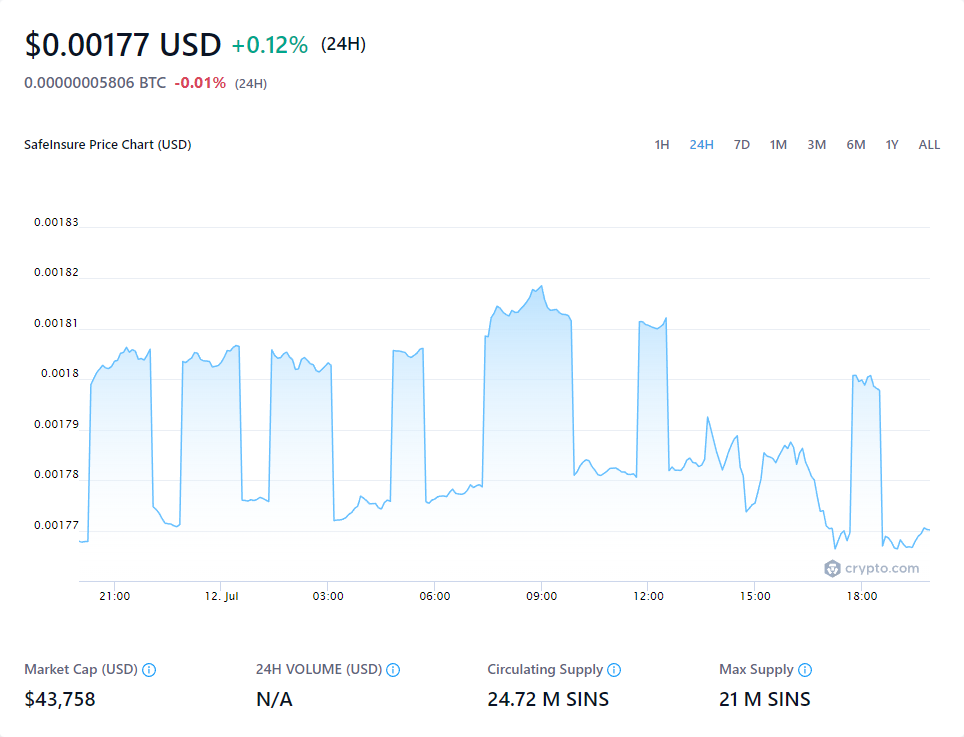 $0.00177 USD +0.12% (24H)
0.00000005806 BTC -0.01% (24H)
SafeInsure Price Chart (USD) 1H 24H 7D 1M 3M 6M 1Y ALL
0.00183
0.00182
0.00181
0.0018
0.00179
0.00178
0.00177
crypto.com
21:00 12. Jul 03:00 06:00 09:00 12:00 15:00 18:00
Market Cap (USD) 24H VOLUME (USD) Circulating Supply Max Supply
$43,758 N/A 24.72 M SINS 21 M SINS